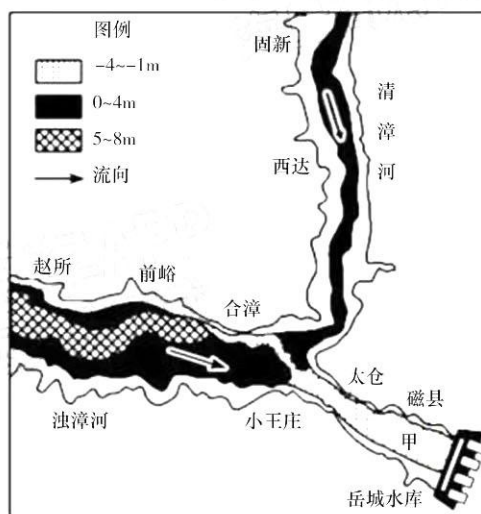 图例
-4~-1m
0~4m
5~8m
流向
固新
清漳河
西达
赵所
前峪
合漳
太仓
磁县
浊漳河
小王庄
甲
岳城水库